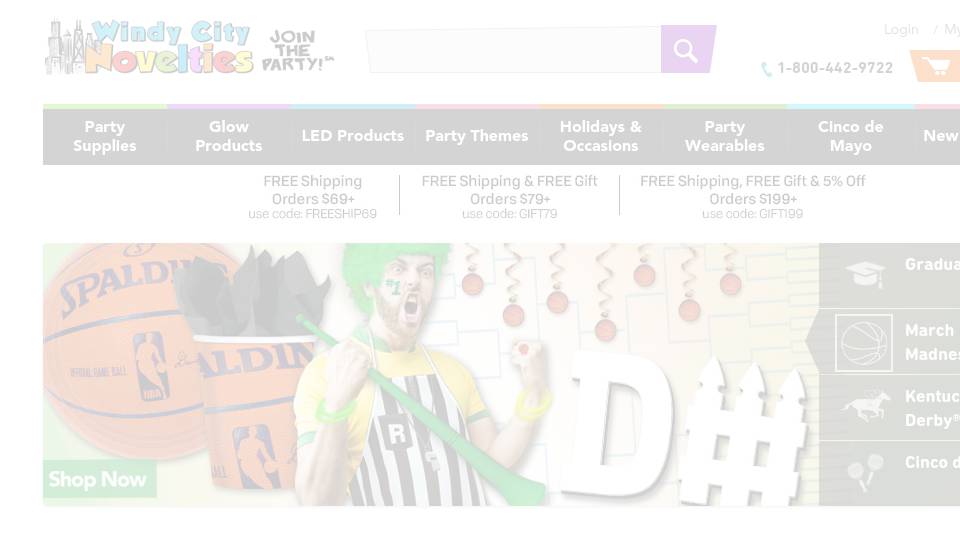 Windy City
Novelties
JOIN
THE
PARTY!
Login / My
1-800-442-9722
Party
Supplies
Glow
Products
LED Products
Party Themes
Holidays &
Occasions
Party
Wearables
Cinco de
Mayo
New
FREE Shipping
Orders $69+
use code: FREESHIP69
FREE Shipping & FREE Gift
Orders $79+
use code: GIFT79
FREE Shipping, FREE Gift & 5% Off
Orders $199+
use code: GIFT199
SPALDIN
OFFICIAL GAME BALL
NBA
ALDIN
#1
R
D
Shop Now
Gradua
March
Madnes
Kentuc
Derby®
Cinco d